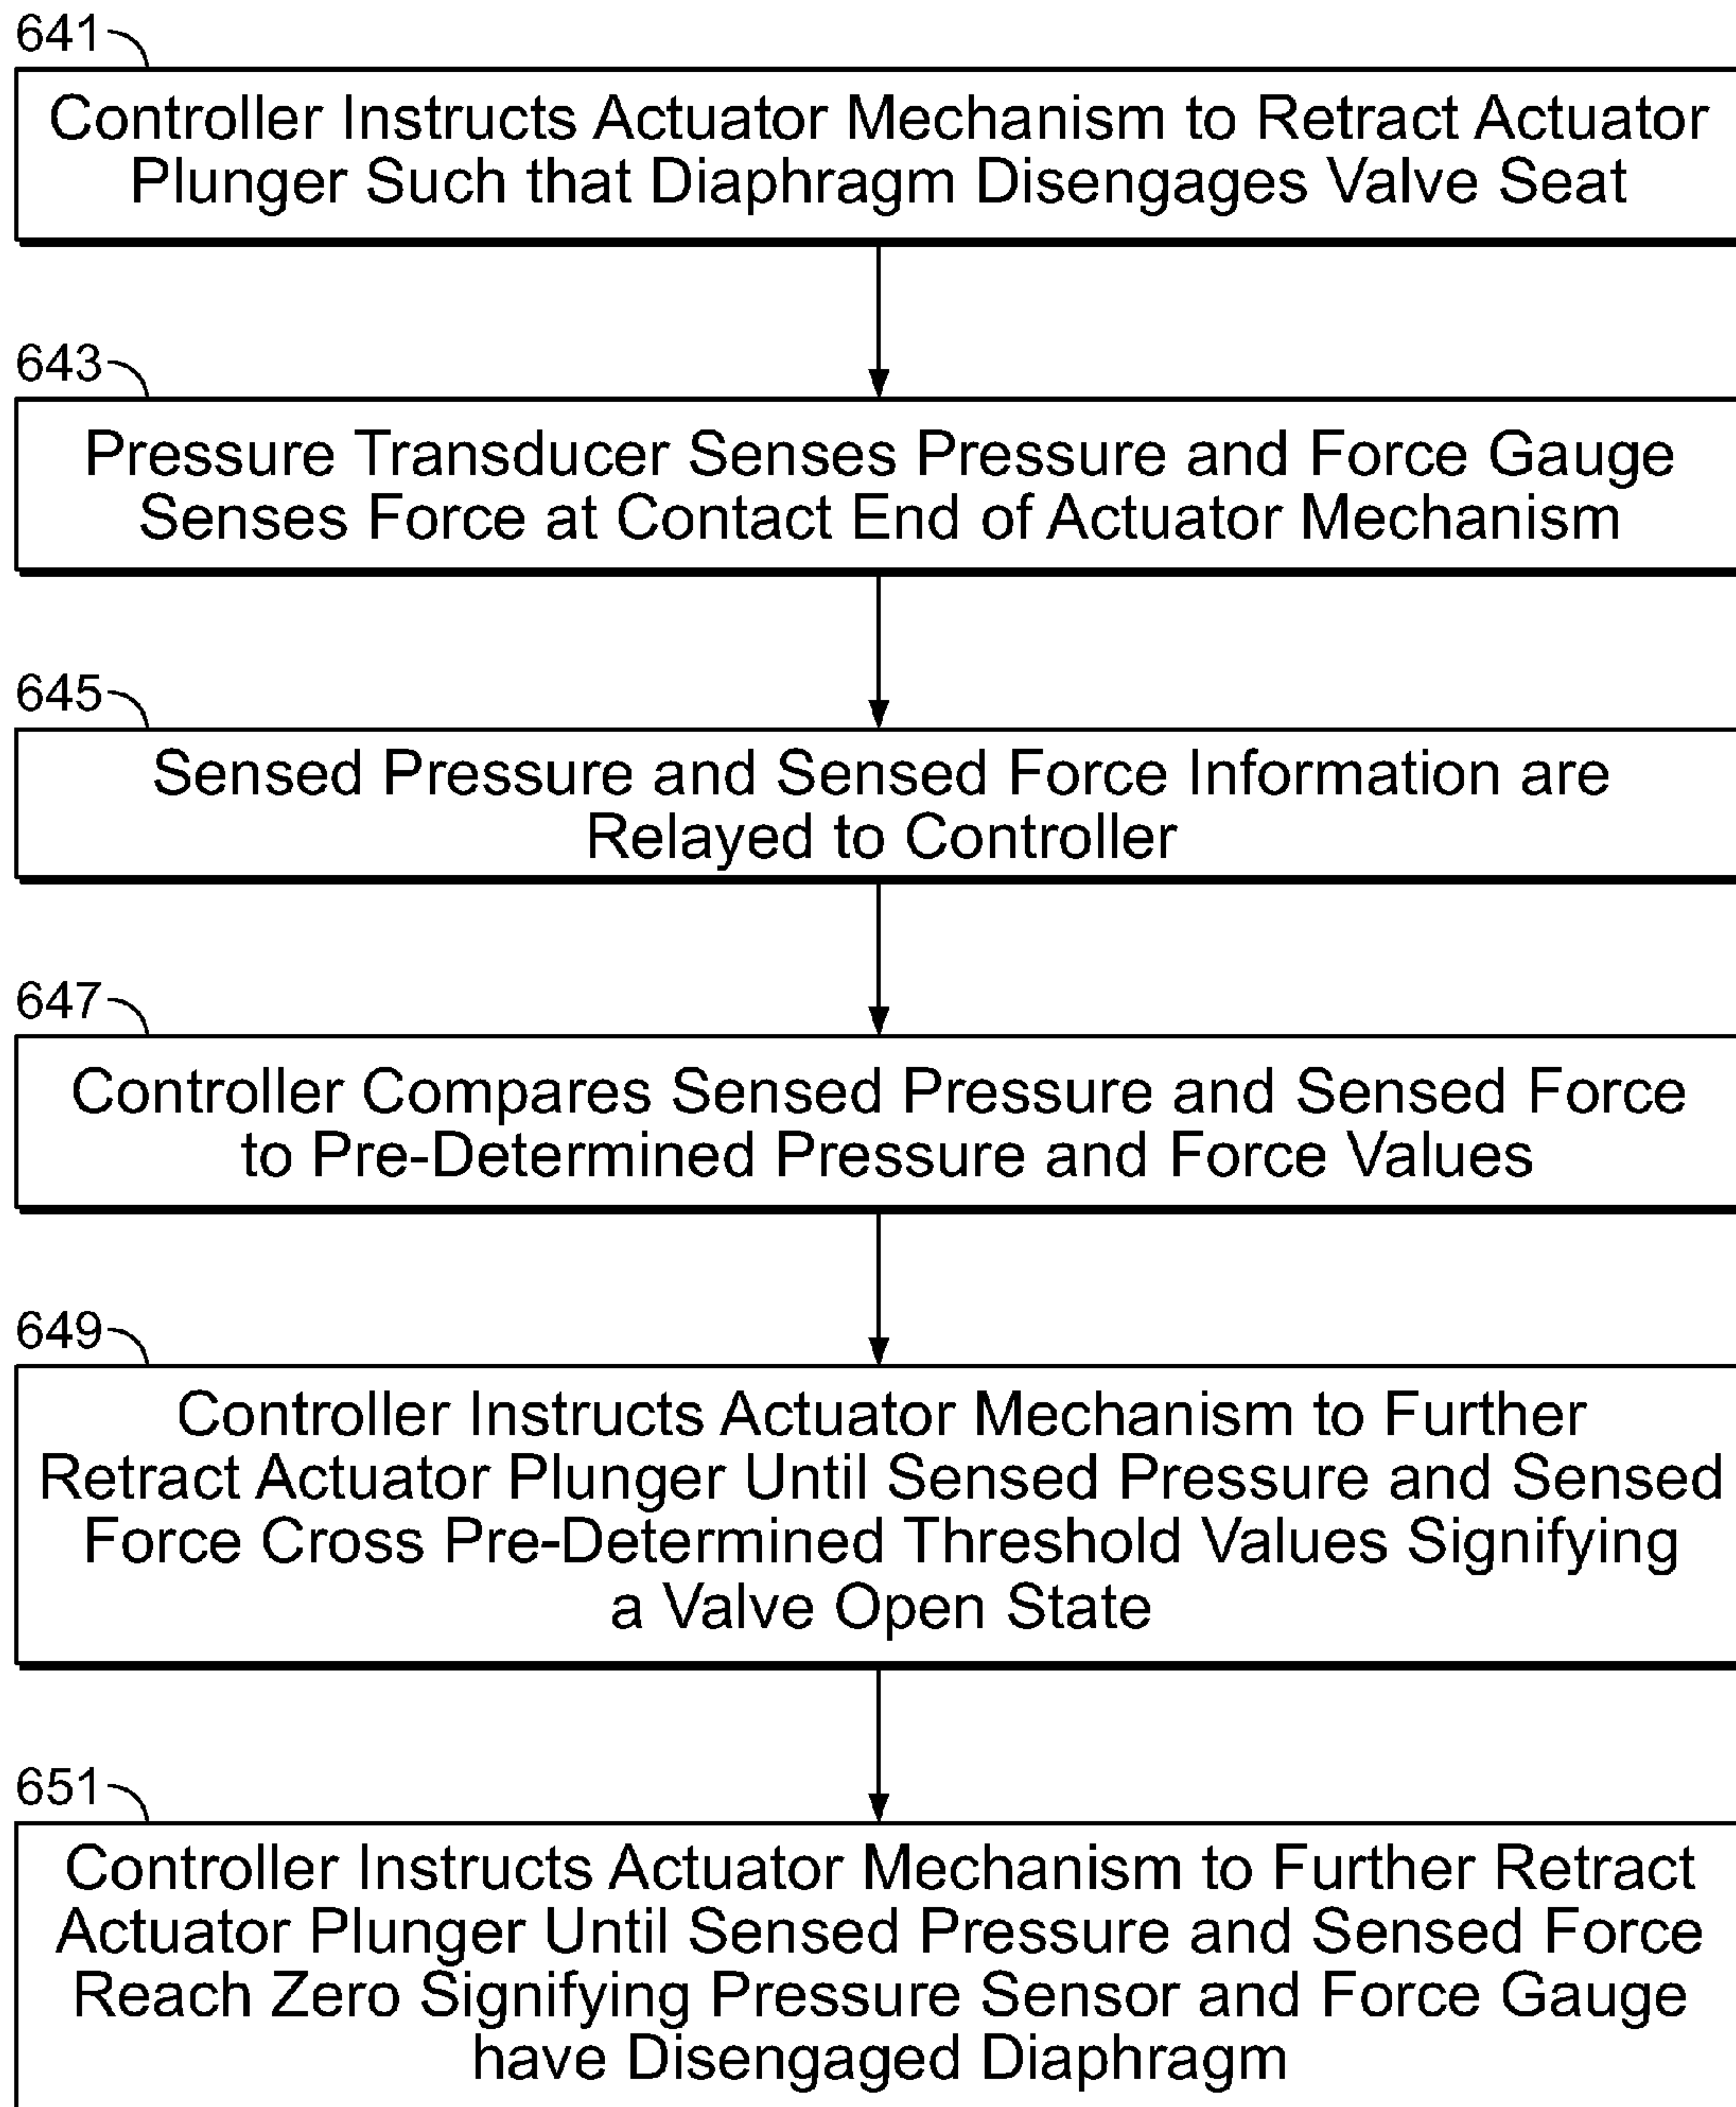 641
Controller Instructs Actuator Mechanism to Retract Actuator
Plunger Such that Diaphragm Disengages Valve Seat
643
Pressure Transducer Senses Pressure and Force Gauge
Senses Force at Contact End of Actuator Mechanism
645
Sensed Pressure and Sensed Force Information are
Relayed to Controller
647
Controller Compares Sensed Pressure and Sensed Force
to Pre-Determined Pressure and Force Values
649
Controller Instructs Actuator Mechanism to Further
Retract Actuator Plunger Until Sensed Pressure and Sensed
Force Cross Pre-Determined Threshold Values Signifying
a Valve Open State
651
Controller Instructs Actuator Mechanism to Further Retract
Actuator Plunger Until Sensed Pressure and Sensed Force
Reach Zero Signifying Pressure Sensor and Force Gauge
have Disengaged Diaphragm